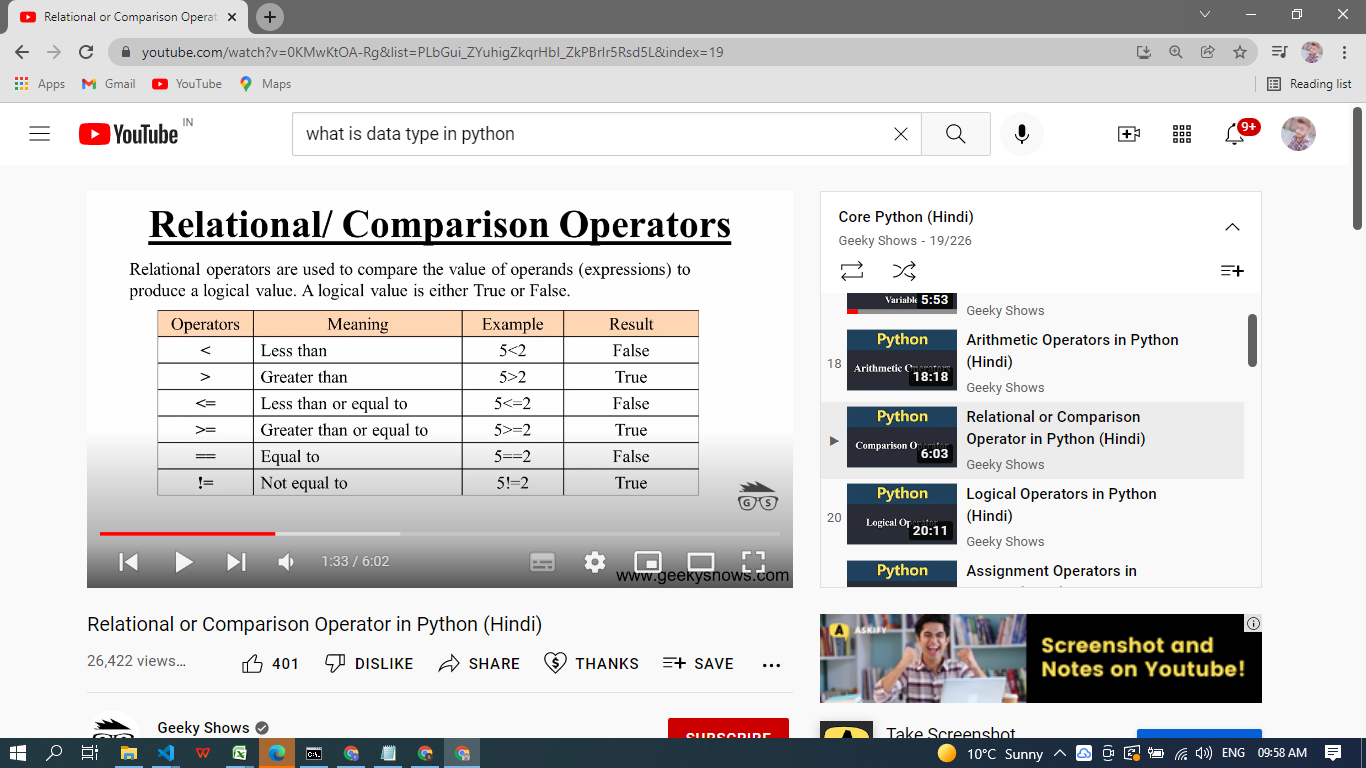 Relational or Comparison Operat
youtube.com/watch?v=0KMwKtOA-Rg&list=PLbGui_ZYuhigZkqrHbl_ZkPBrIr5Rsd5L&index=19
Apps Gmail YouTube Maps Reading list
YouTube IN
what is data type in python
9+
Relational/ Comparison Operators
Relational operators are used to compare the value of operands (expressions) to
produce a logical value. A logical value is either True or False.
Operators Meaning Example Result
< Less than 5<2 False
> Greater than 5>2 True
<= Less than or equal to 5<=2 False
>= Greater than or equal to 5>=2 True
== Equal to 5==2 False
!= Not equal to 5!=2 True
G S
1:33 / 6:02
www.geekyshows.com
Relational or Comparison Operator in Python (Hindi)
26,422 views…
401 DISLIKE SHARE THANKS SAVE
Geeky Shows
SUBSCRIBE
Core Python (Hindi)
Geeky Shows - 19/226
Variable 5:53
Geeky Shows
18
Python
Arithmetic Operators
18:18
Arithmetic Operators in Python
(Hindi)
Geeky Shows
Python
Comparison Operator
6:03
Relational or Comparison
Operator in Python (Hindi)
Geeky Shows
20
Python
Logical Operator
20:11
Logical Operators in Python
(Hindi)
Geeky Shows
Python
Assignment Operators in
ASKIFY
Screenshot and
Notes on Youtube!
Take Screenshot
10°C Sunny ENG 09:58 AM